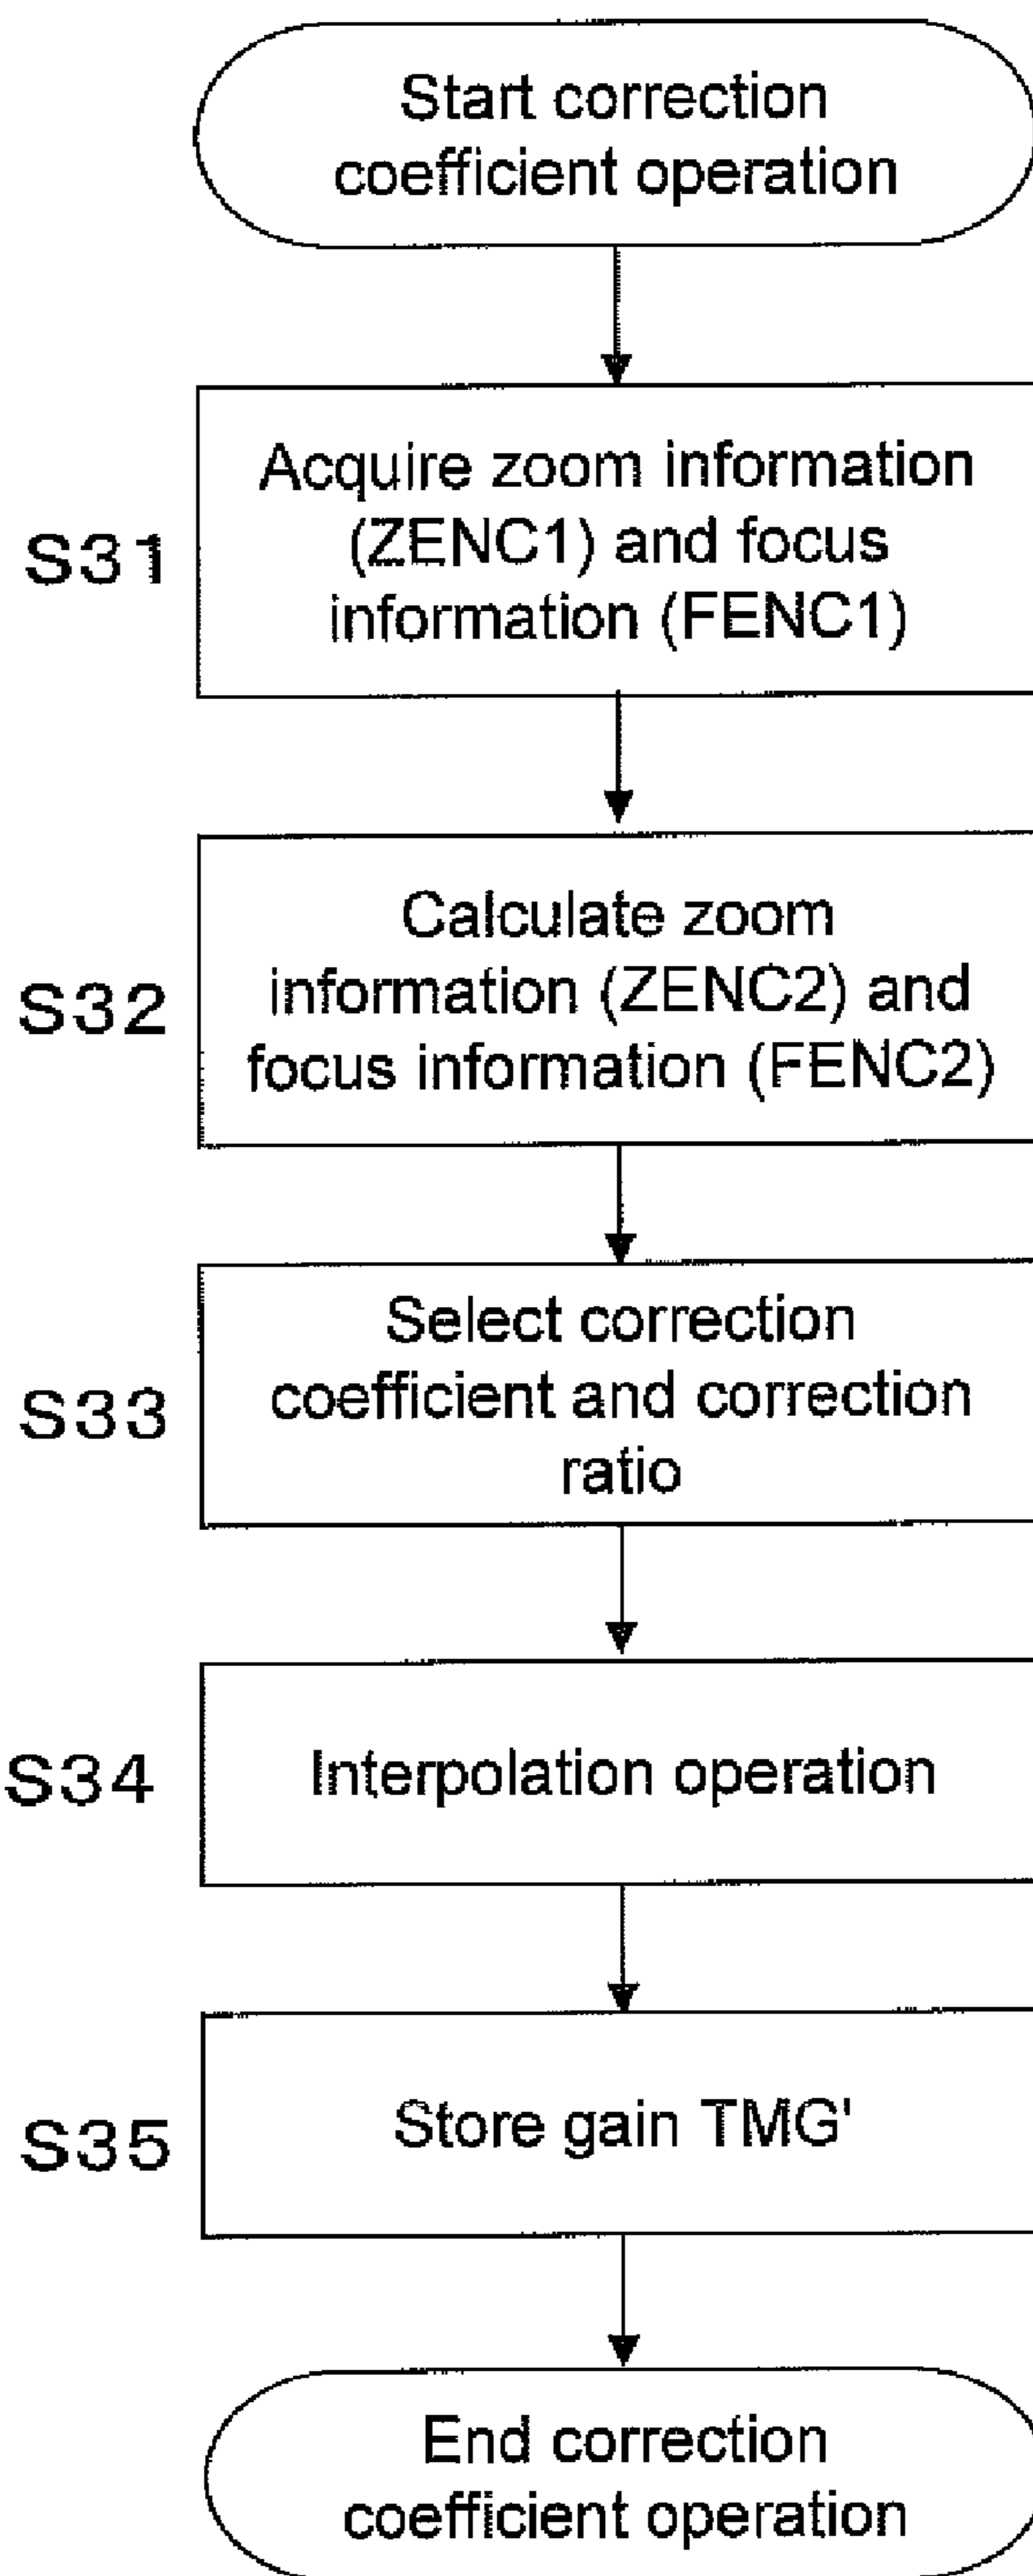 Start correction
coefficient operation
S31
Acquire zoom information
(ZENC1) and focus
information (FENC1)
S32
Calculate zoom
information (ZENC2) and
focus information (FENC2)
S33
Select correction
coefficient and correction
ratio
S34
Interpolation operation
S35
Store gain TMG'
End correction
coefficient operation